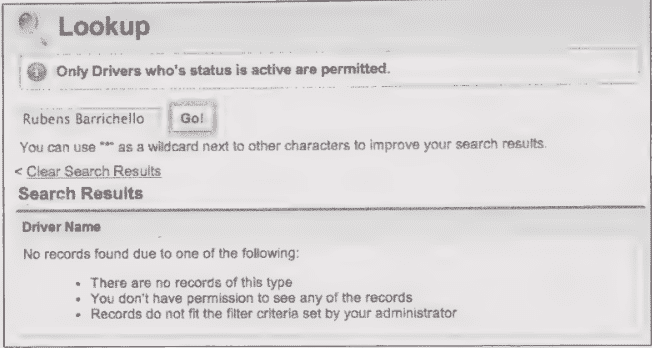 Lookup
Only Drivers who's status is active are permitted.
Rubens Barrichello Go!
You can use "*" as a wildcard next to other characters to improve your search results.
< Clear Search Results
Search Results
Driver Name
No records found due to one of the following:
• There are no records of this type
• You don't have permission to see any of the records
• Records do not fit the filter criteria set by your administrator